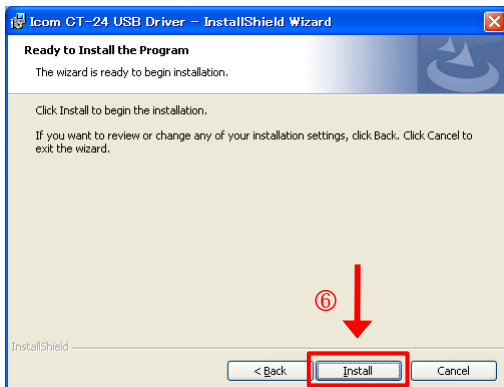 Icom CT-24 USB Driver - InstallShield Wizard
Ready to Install the Program
The wizard is ready to begin installation.
Click Install to begin the installation.
If you want to review or change any of your installation settings, click Back. Click Cancel to
exit the wizard.
⑥
InstallShield
< Back
Install
Cancel